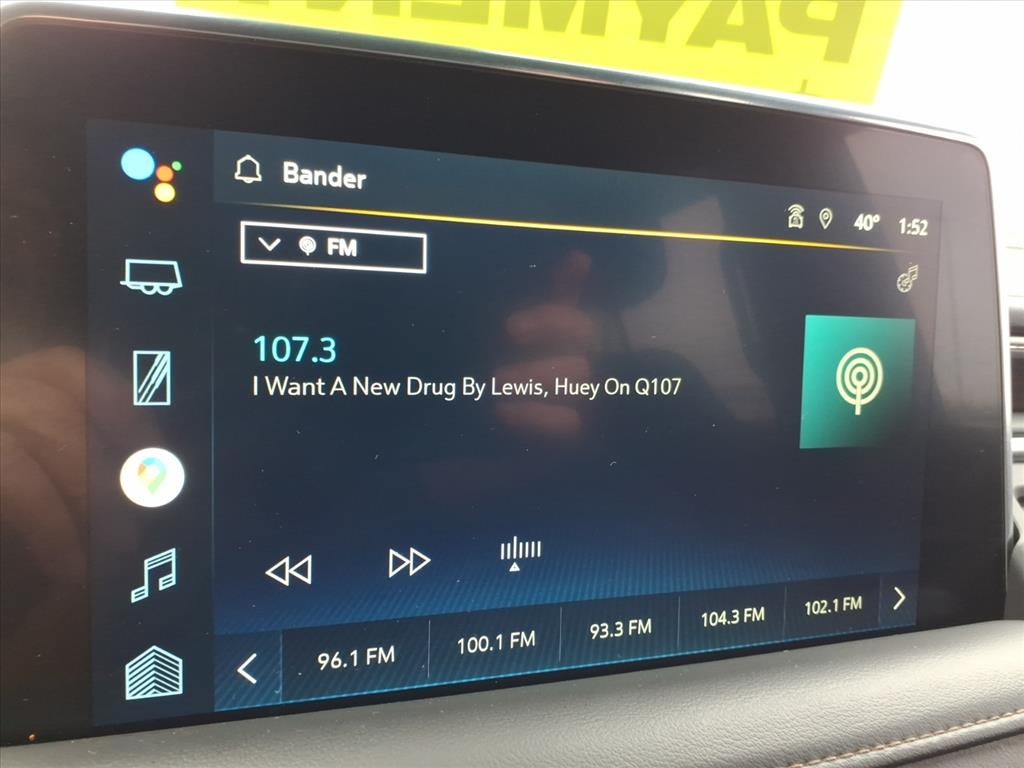 PAYMENT
Bander
40° 1:52
FM
107.3
I Want A New Drug By Lewis, Huey On Q107
96.1 FM 100.1 FM 93.3 FM 104.3 FM 102.1 FM